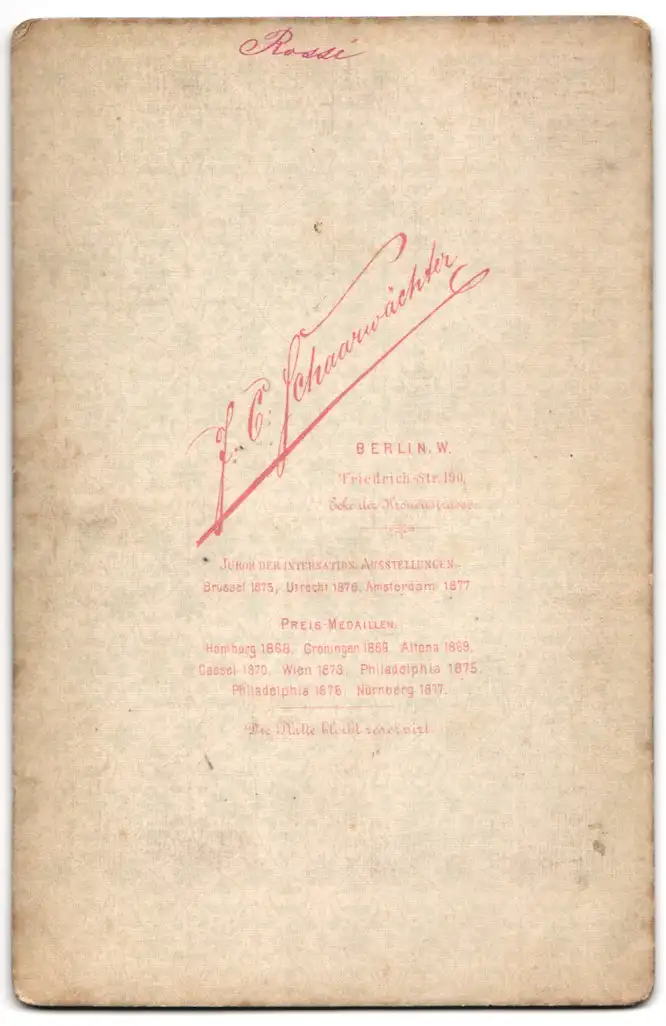 Rossi
J. C. Schaarwächter
BERLIN, W.
Friedrich-Str. 190,
Ecke der Kronenstrasse.
JUROR DER INTERNATION. AUSSTELLUNGEN.
Brüssel 1875, Utrecht 1876, Amsterdam 1877
PREIS-MEDAILLEN.
Hamburg 1868. Groningen 1869. Altona 1869.
Cassel 1870. Wien 1873. Philadelphia 1875.
Philadelphia 1876. Nürnberg 1877.
Die Platte bleibt reservirt.